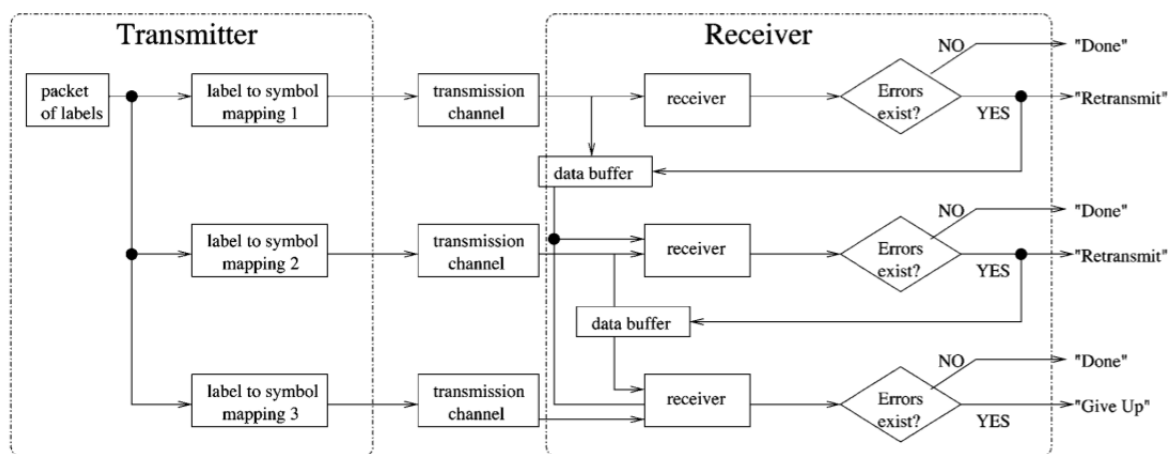 Transmitter
Receiver
packet
of labels
label to symbol
mapping 1
transmission
channel
receiver
Errors
exist?
NO
"Done"
YES
"Retransmit"
data buffer
label to symbol
mapping 2
transmission
channel
receiver
Errors
exist?
NO
"Done"
YES
"Retransmit"
data buffer
label to symbol
mapping 3
transmission
channel
receiver
Errors
exist?
NO
"Done"
YES
"Give Up"